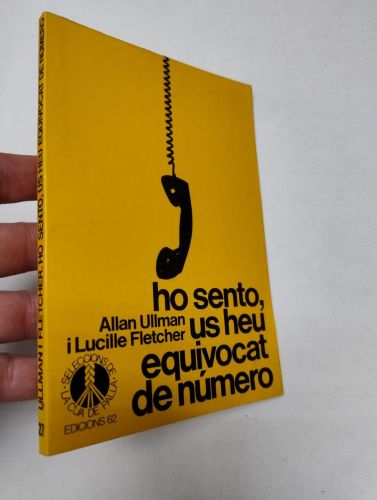 ho sento,
us heu
equivocat
de número
Allan Ullman
i Lucille Fletcher
SELECCIONS DE
LA CUA DE PALLA
EDICIONS 62
27 ULLMAN I FLETCHER. HO SENTO, US HEU EQUIVOCAT DE NÚMERO